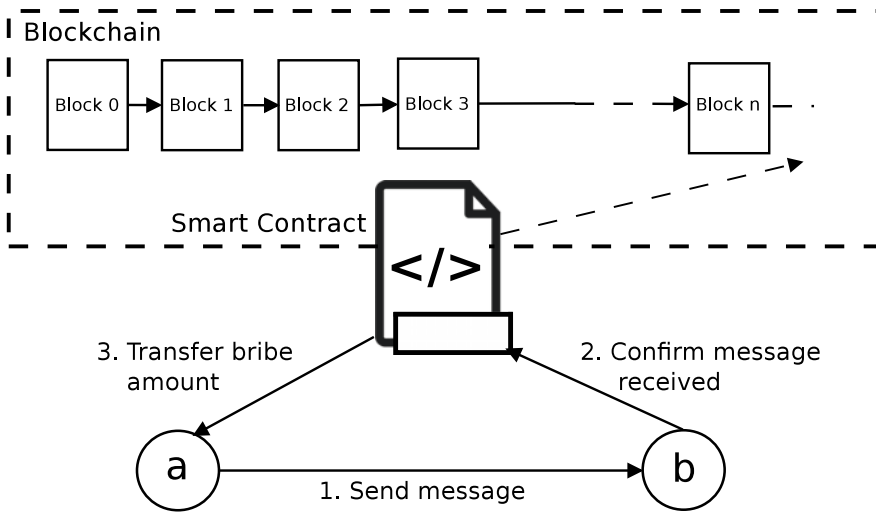 Blockchain
Block 0
Block 1
Block 2
Block 3
Block n
Smart Contract
</>
3. Transfer bribe
amount
2. Confirm message
received
a
b
1. Send message